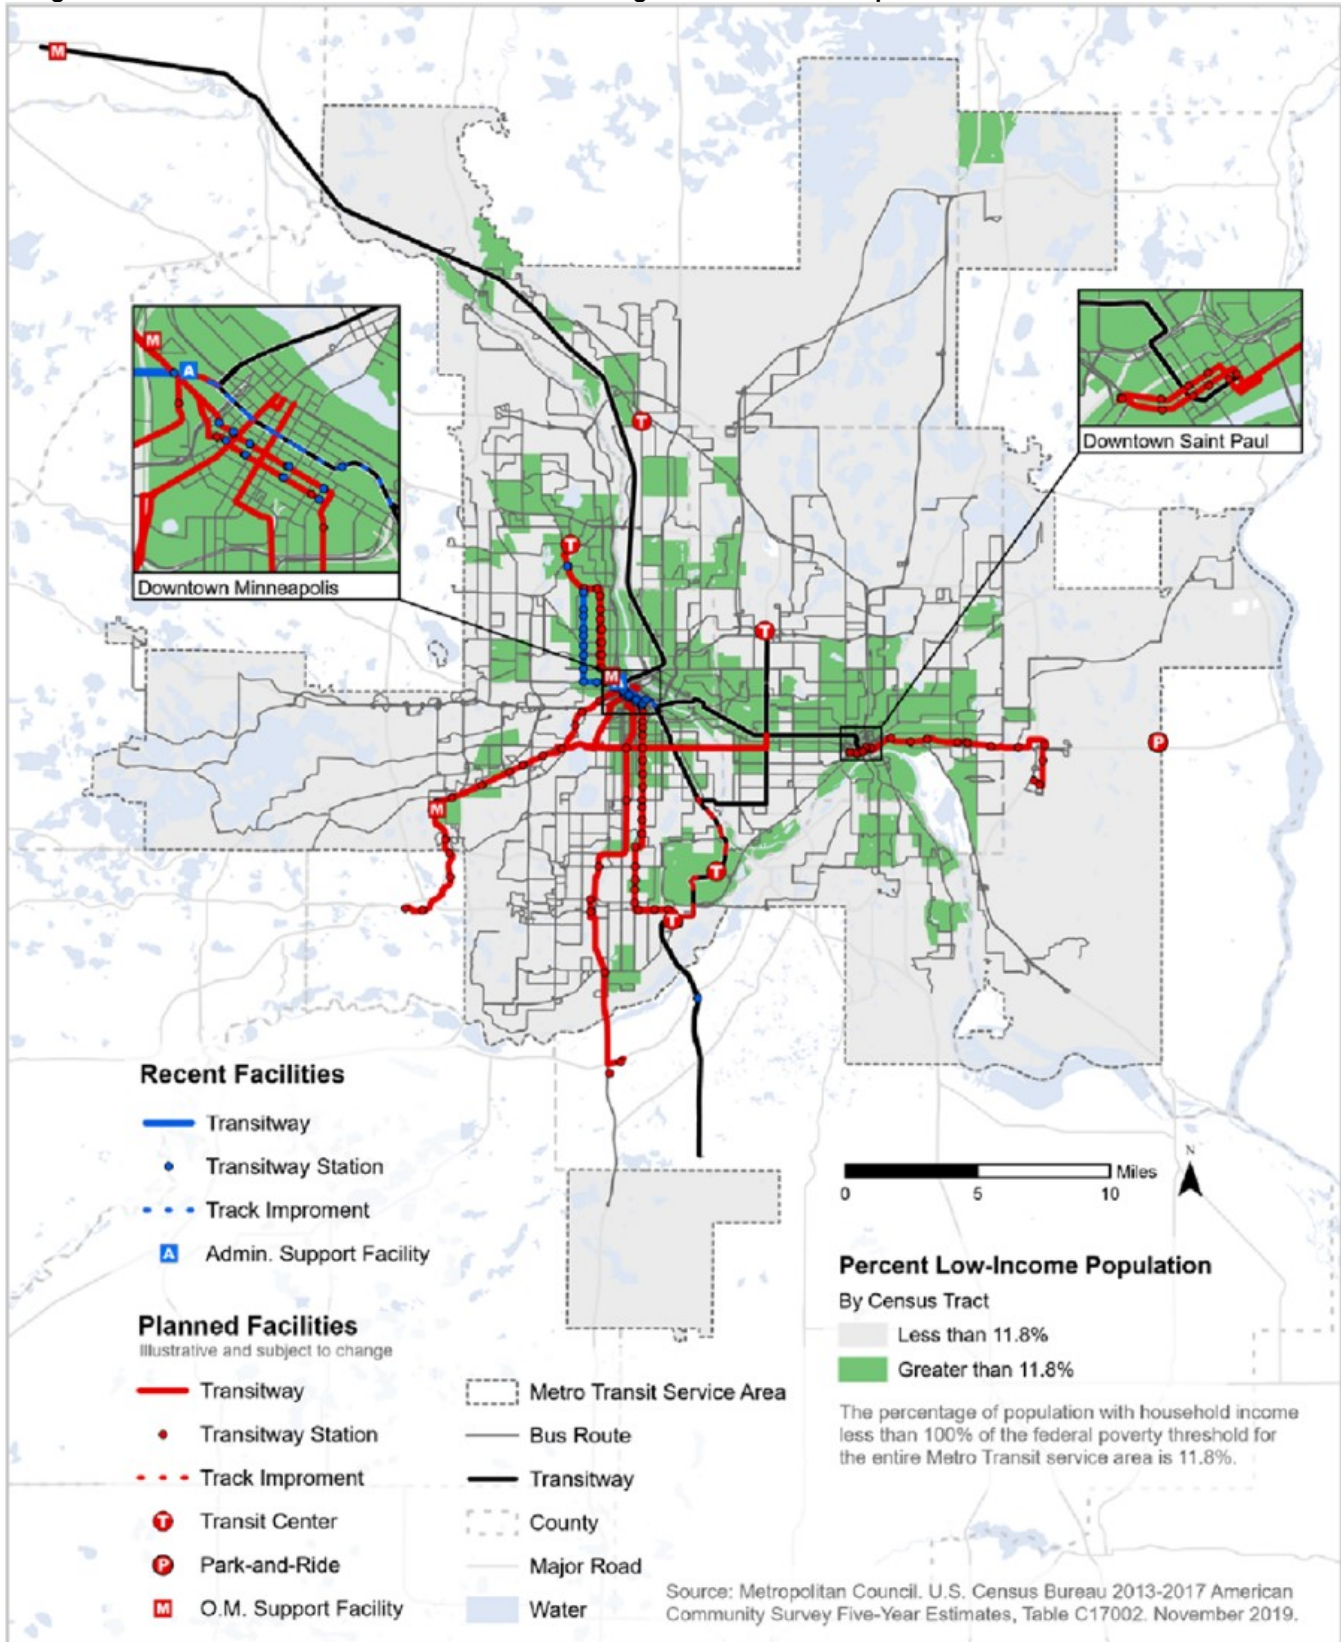 M
M
A
Downtown Minneapolis
Downtown Saint Paul
T
T
T
M
P
M
T
T
Recent Facilities
Transitway
Transitway Station
Track Improment
A Admin. Support Facility
Planned Facilities
Illustrative and subject to change
Transitway
Transitway Station
Track Improment
T Transit Center
P Park-and-Ride
M O.M. Support Facility
Metro Transit Service Area
Bus Route
Transitway
County
Major Road
Water
N
Miles
0 5 10
Percent Low-Income Population
By Census Tract
Less than 11.8%
Greater than 11.8%
The percentage of population with household income
less than 100% of the federal poverty threshold for
the entire Metro Transit service area is 11.8%.
Source: Metropolitan Council. U.S. Census Bureau 2013-2017 American
Community Survey Five-Year Estimates, Table C17002. November 2019.